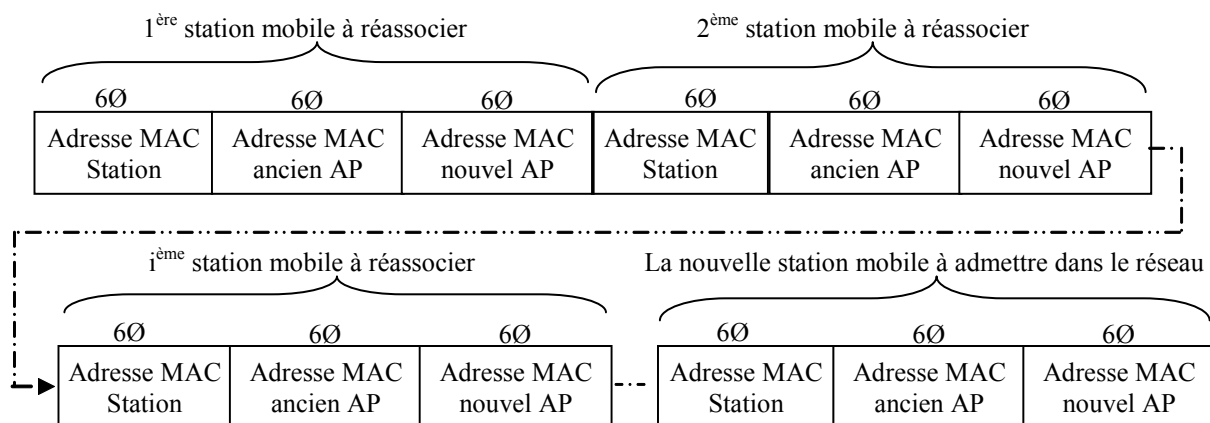 1ère station mobile à réassocier 2ème station mobile à réassocier
6Ø 6Ø 6Ø 6Ø 6Ø 6Ø
Adresse MAC Station Adresse MAC ancien AP Adresse MAC nouvel AP Adresse MAC Station Adresse MAC ancien AP Adresse MAC nouvel AP
ième station mobile à réassocier La nouvelle station mobile à admettre dans le réseau
6Ø 6Ø 6Ø 6Ø 6Ø 6Ø
Adresse MAC Station Adresse MAC ancien AP Adresse MAC nouvel AP Adresse MAC Station Adresse MAC ancien AP Adresse MAC nouvel AP